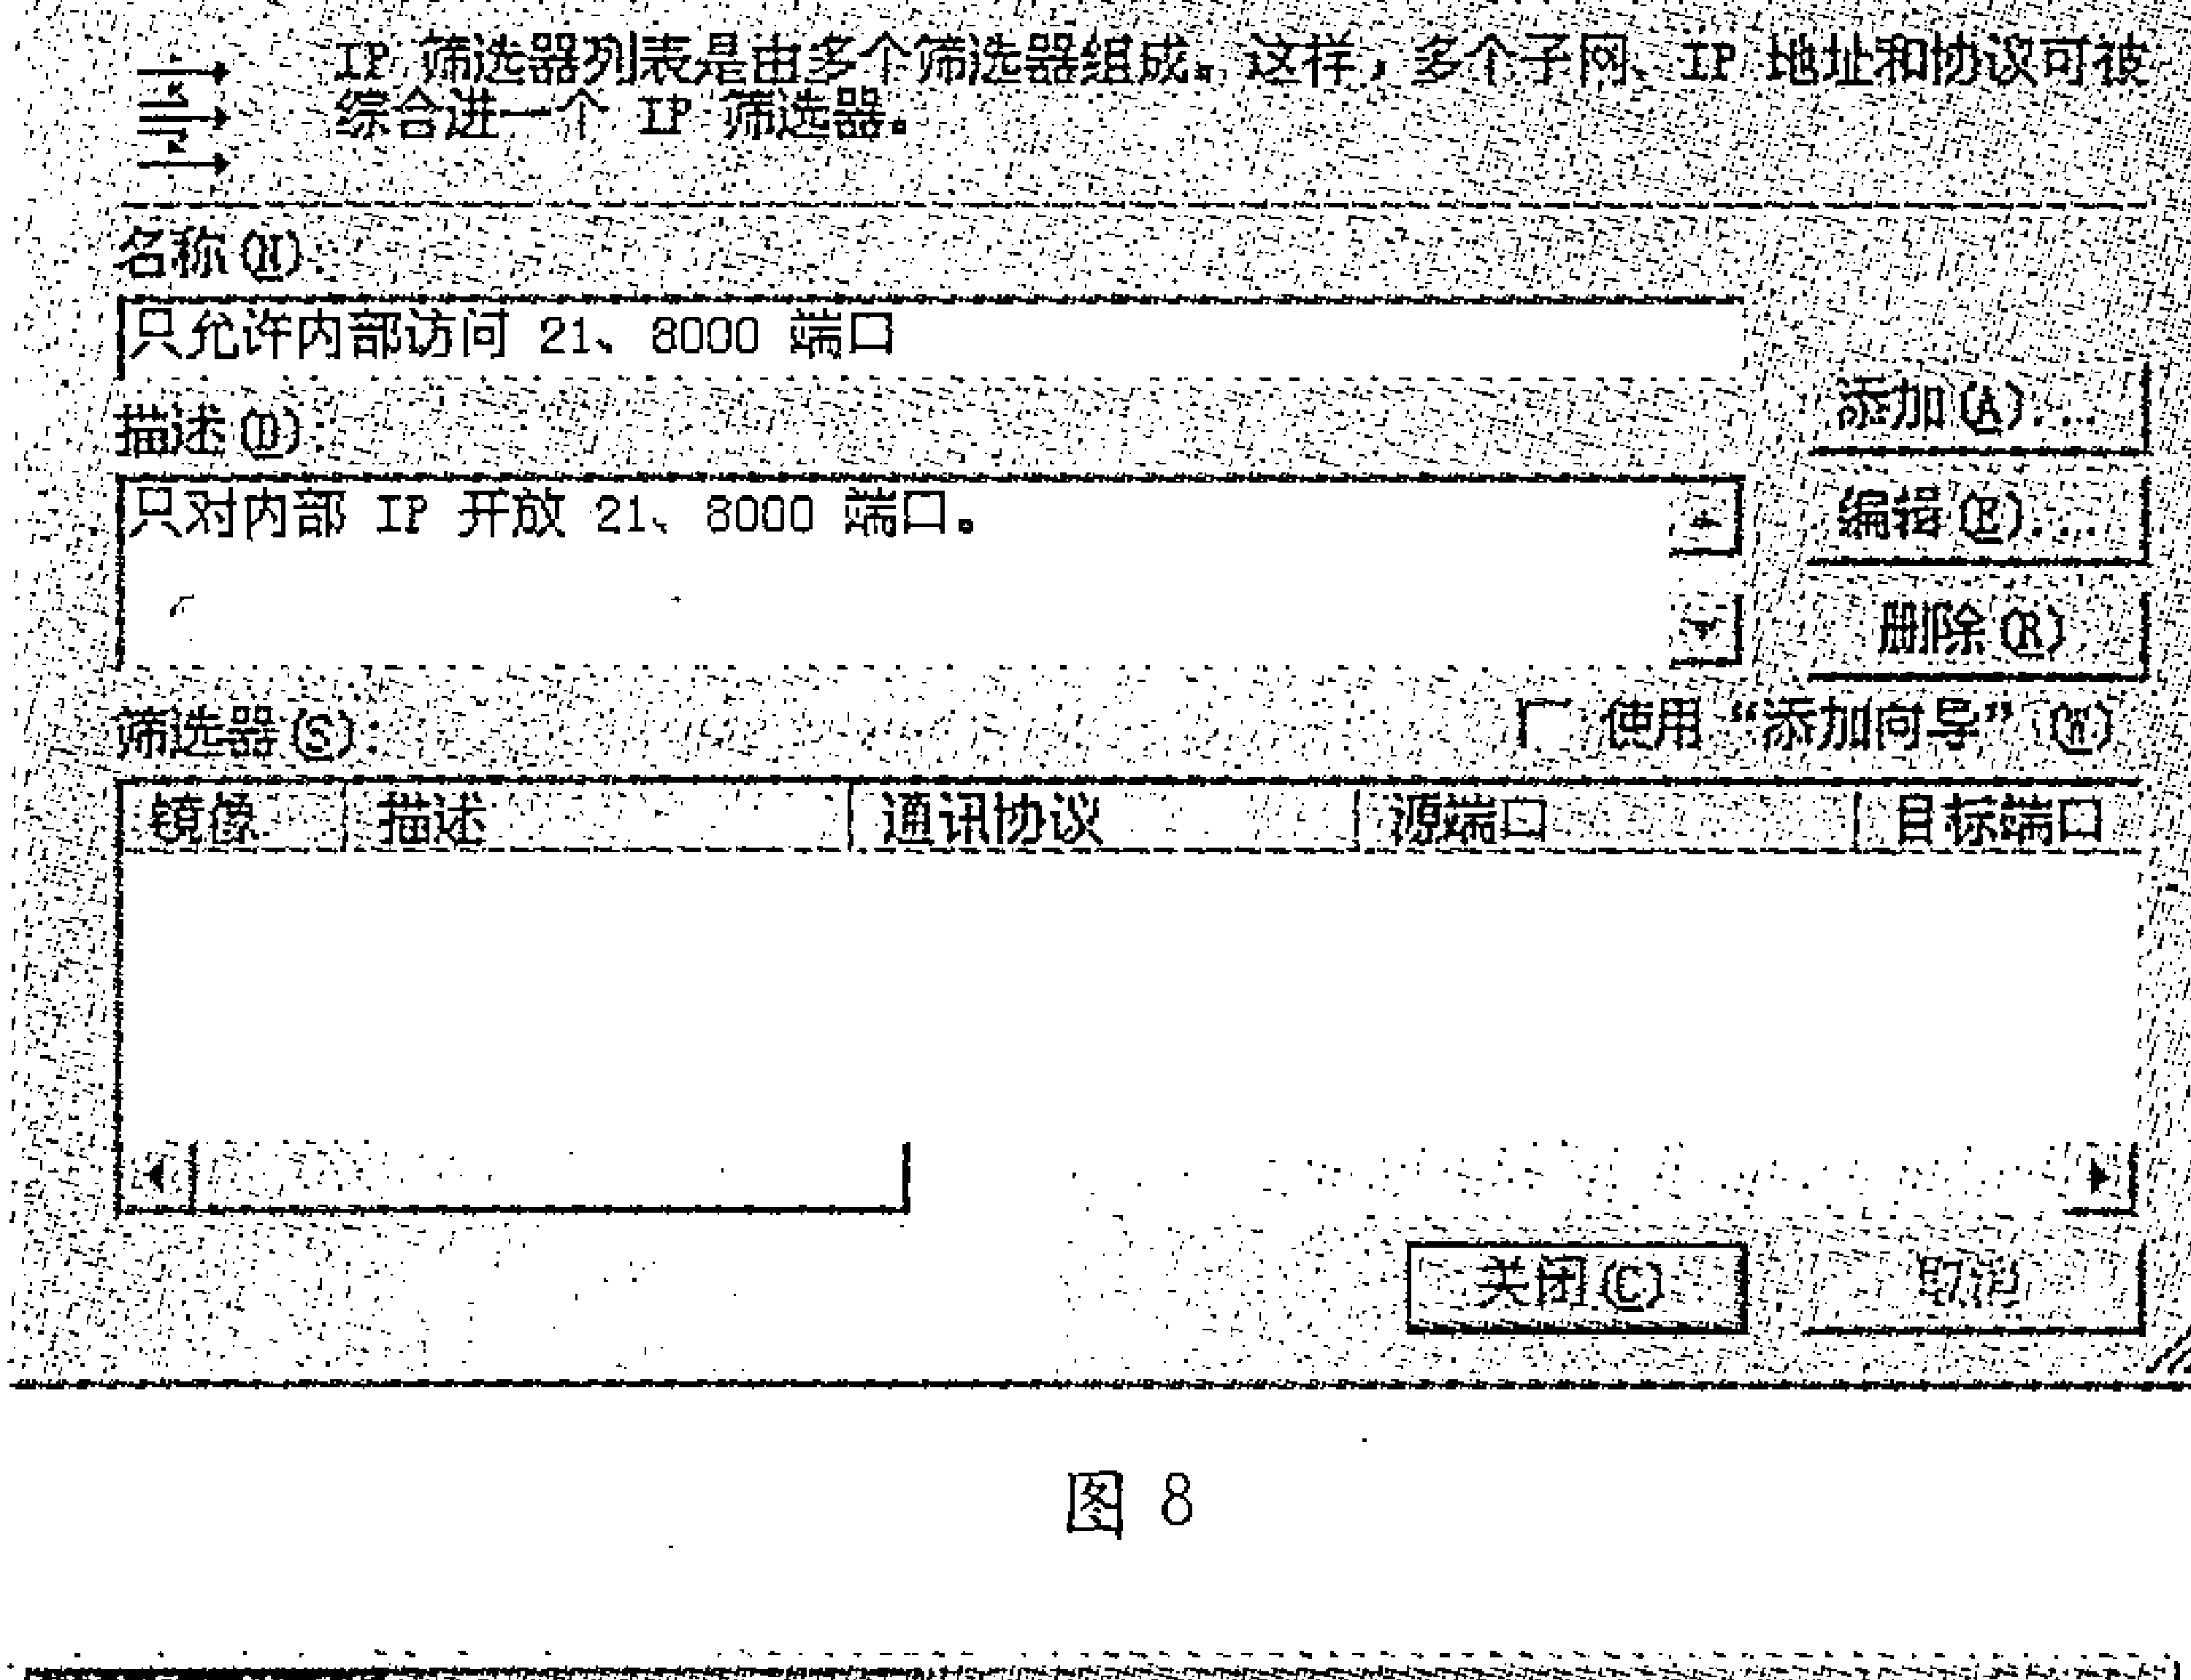 IP 筛选器列表是由多个筛选器组成。这样，多个子网、IP 地址和协议可被
综合进一个 IP 筛选器。
名称(N):
只允许内部访问 21、8000 端口
添加(A)...
描述(D):
只对内部 IP 开放 21、8000 端口。
编辑(E)...
删除(R)
筛选器(S):
使用“添加向导”(W)
镜像 描述 通讯协议 源端口 目标端口
关闭(C) 取消
图 8